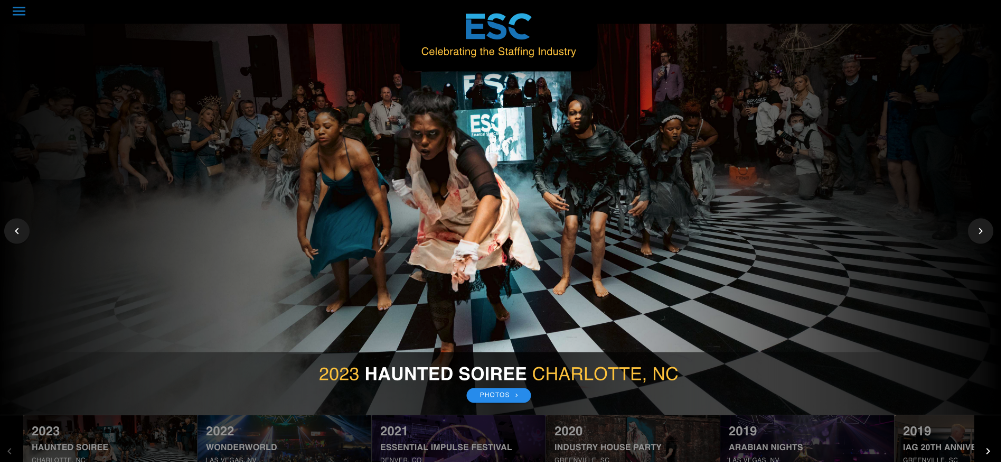 ESC
Celebrating the Staffing Industry
ESC
ESC
2023 HAUNTED SOIREE CHARLOTTE, NC
PHOTOS >
2023
HAUNTED SOIREE
CHARLOTTE, NC
2022
WONDERWORLD
LAS VEGAS, NV
2021
ESSENTIAL IMPULSE FESTIVAL
DENVER, CO
2020
INDUSTRY HOUSE PARTY
GREENVILLE, SC
2019
ARABIAN NIGHTS
LAS VEGAS, NV
2019
IAG 20TH ANNIVE
GREENVILLE, SC